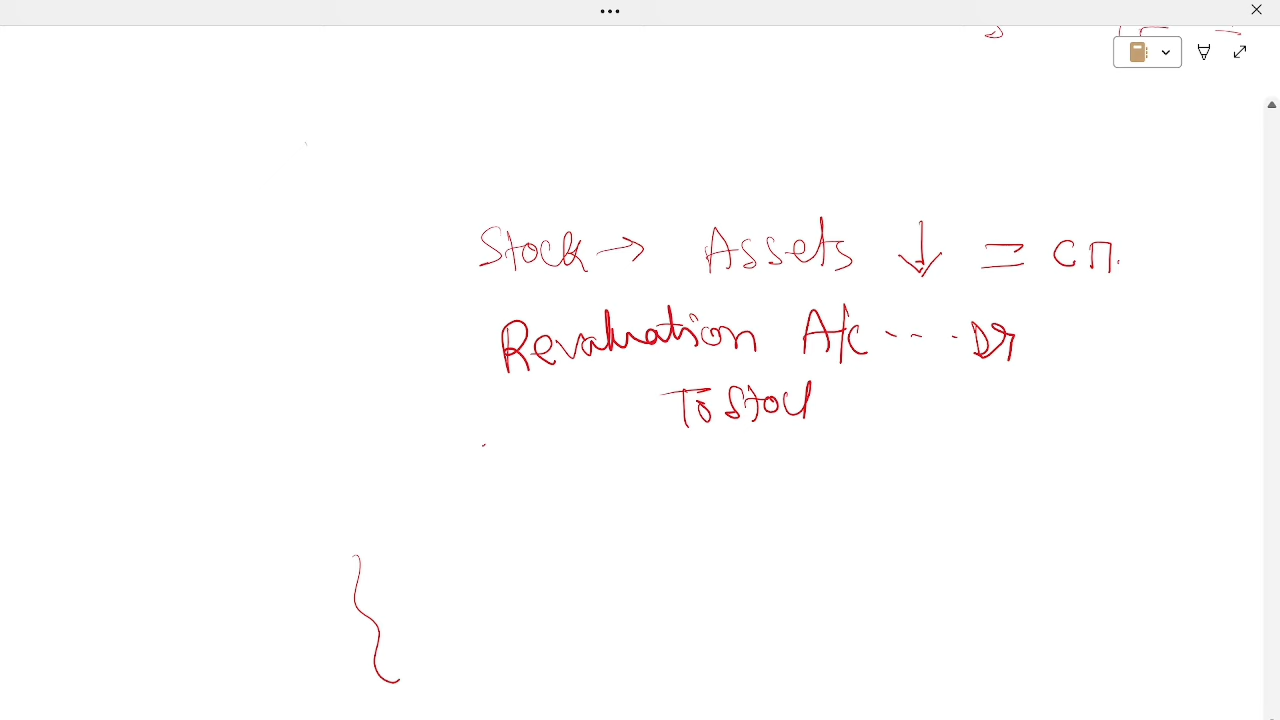 Stock → Assets ↓ = Cr.
Revaluation A/c ... Dr
To Stock